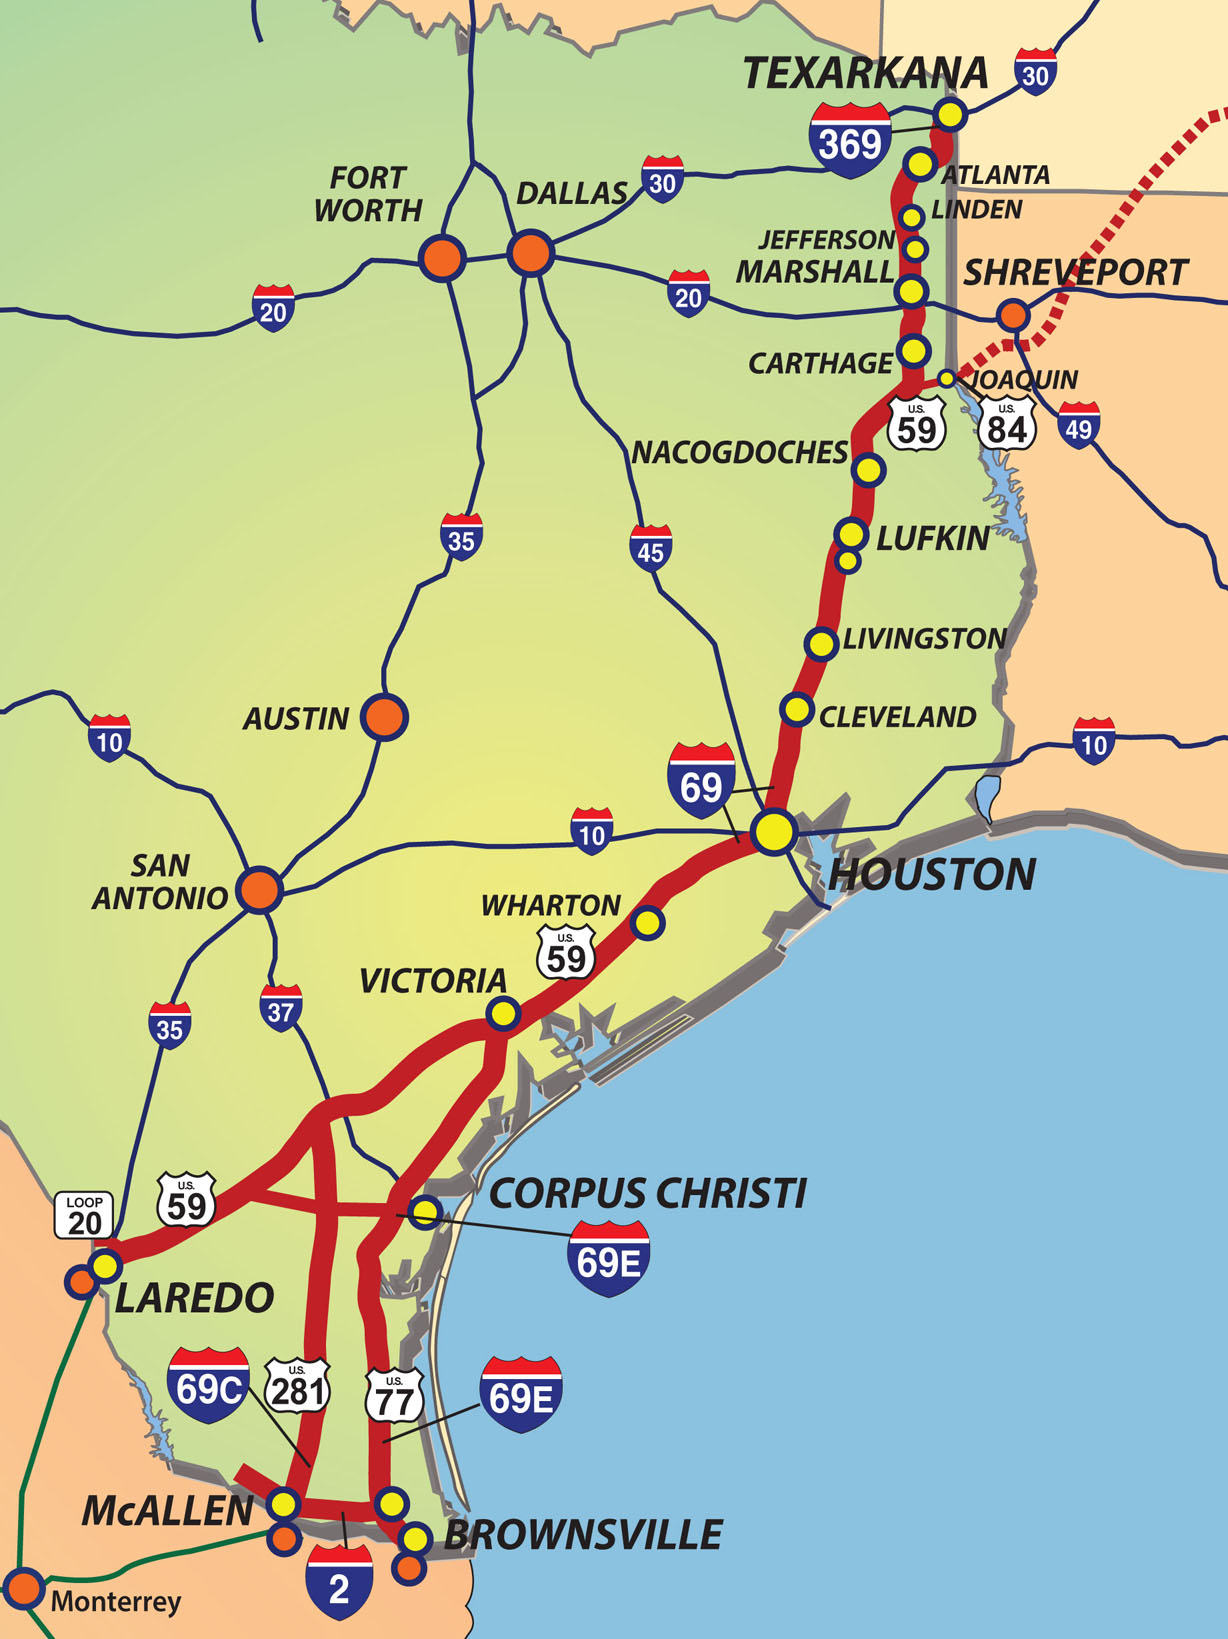 TEXARKANA
30
369
ATLANTA
FORT
WORTH
DALLAS
30
LINDEN
JEFFERSON
MARSHALL
SHREVEPORT
20
20
CARTHAGE
JOAQUIN
U.S.
59
U.S.
84
49
NACOGDOCHES
35
45
LUFKIN
LIVINGSTON
AUSTIN
CLEVELAND
10
10
69
10
SAN
ANTONIO
HOUSTON
WHARTON
U.S.
59
VICTORIA
35
37
U.S.
59
LOOP
20
CORPUS CHRISTI
69E
LAREDO
69C
U.S.
281
U.S.
77
69E
McALLEN
BROWNSVILLE
2
Monterrey